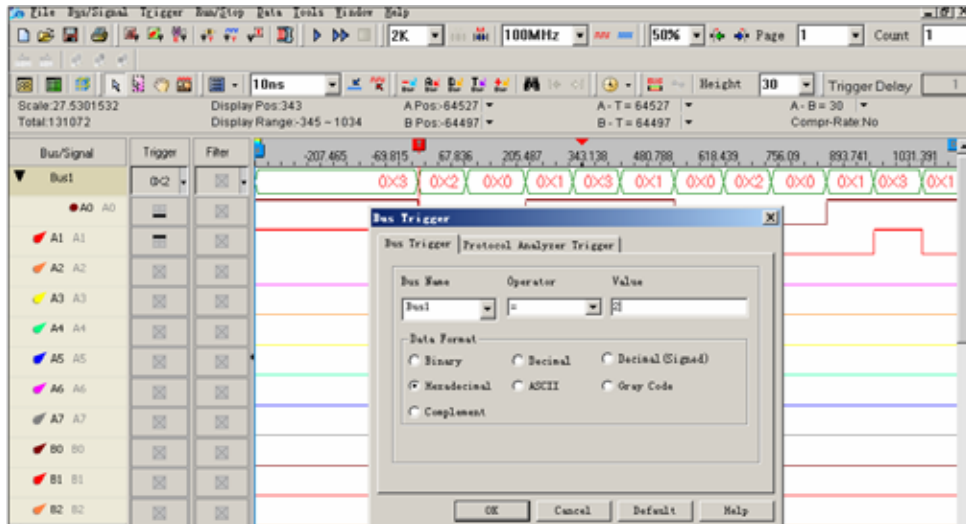 File Bus/Signal Trigger Run/Stop Data Tools Window Help
2K 100MHz 50% Page 1 Count 1
10ns Height 30 Trigger Delay 1
Scale:27.5301532 Display Pos:343 A Pos:-64527 A - T = 64527 A - B = 30
Total:131072 Display Range:-345 ~ 1034 B Pos:-64497 B - T = 64497 Compr-Rate:No
Bus/Signal Trigger Filter -207.465 -69.815 67.836 205.487 343.138 480.788 618.439 756.09 893.741 1031.391
Bus1 0X2 0X3 0X2 0X0 0X1 0X3 0X1 0X0 0X2 0X0 0X1 0X3 0X1
A0 A0
Bus Trigger
A1 A1
Bus Trigger Protocol Analyzer Trigger
A2 A2
Bus Name Operator Value
A3 A3
Bus1 = 2
A4 A4
Data Format
A5 A5
Binary Decimal Decimal(Signed)
A6 A6
Hexadecimal ASCII Gray Code
A7 A7
Complement
B0 B0
B1 B1
B2 B2
OK Cancel Default Help